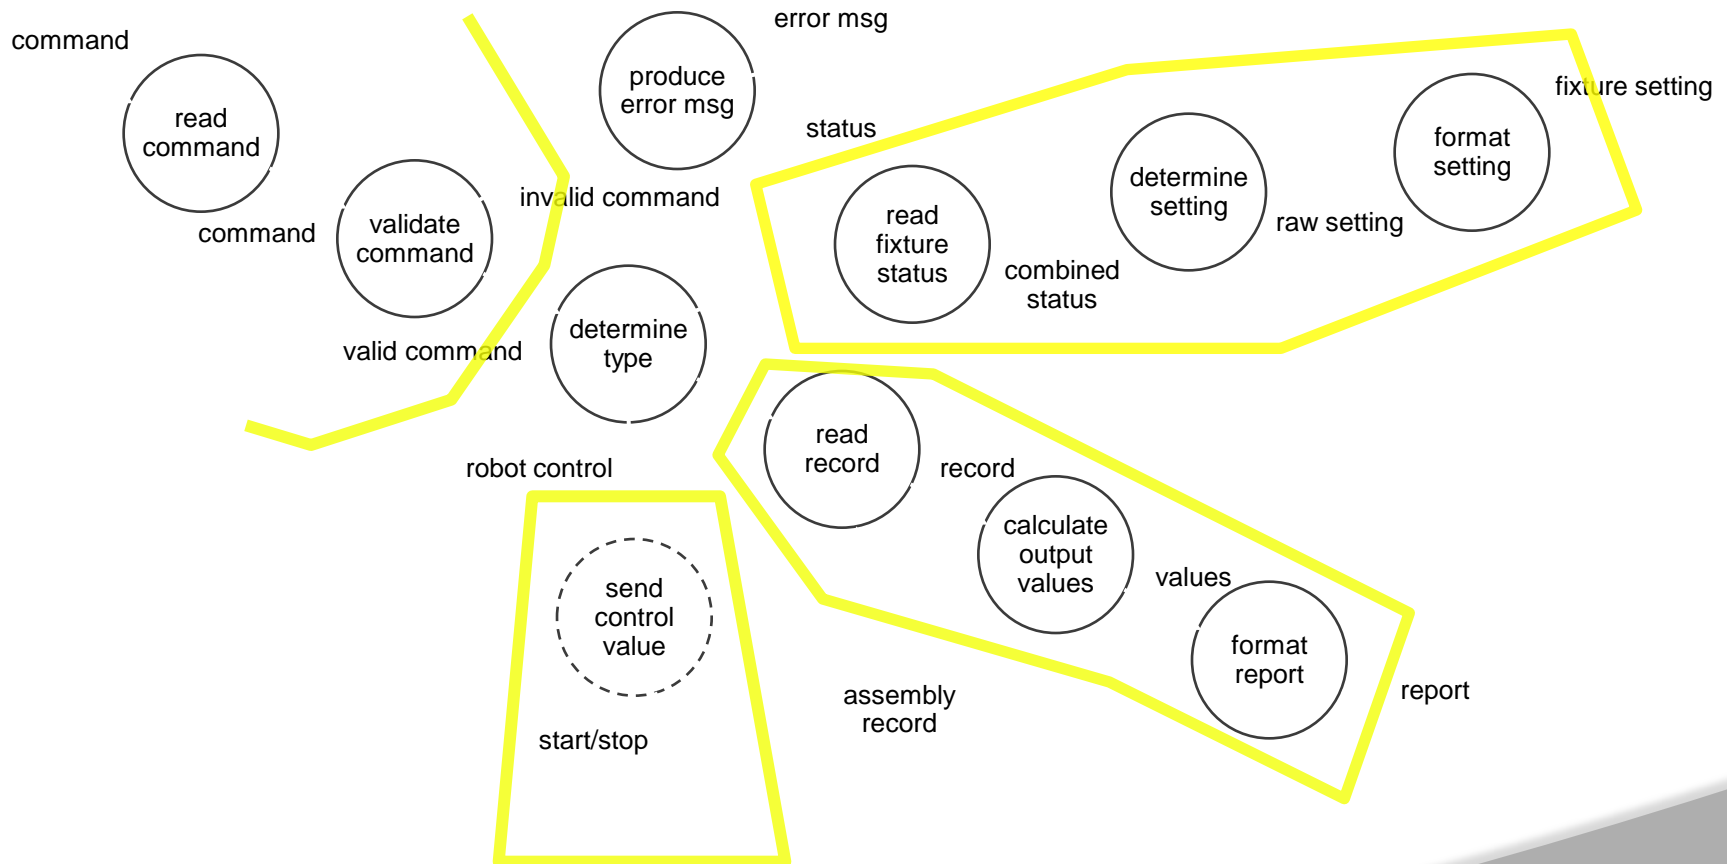 error msg
command
produce
error msg
fixture setting
read
command
status
format
setting
invalid command
determine
setting
command
validate
command
read
fixture
status
raw setting
combined
status
valid command
determine
type
robot control
read
record
record
calculate
output
values
values
send
control
value
format
report
assembly
record
report
start/stop